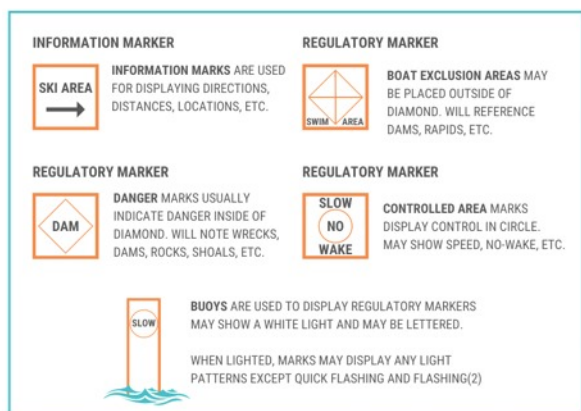 INFORMATION MARKER
SKI AREA
INFORMATION MARKS ARE USED
FOR DISPLAYING DIRECTIONS,
DISTANCES, LOCATIONS, ETC.
REGULATORY MARKER
SWIM AREA
BOAT EXCLUSION AREAS MAY
BE PLACED OUTSIDE OF
DIAMOND. WILL REFERENCE
DAMS, RAPIDS, ETC.
REGULATORY MARKER
DAM
DANGER MARKS USUALLY
INDICATE DANGER INSIDE OF
DIAMOND. WILL NOTE WRECKS,
DAMS, ROCKS, SHOALS, ETC.
REGULATORY MARKER
SLOW
NO
WAKE
CONTROLLED AREA MARKS
DISPLAY CONTROL IN CIRCLE.
MAY SHOW SPEED, NO-WAKE, ETC.
SLOW
BUOYS ARE USED TO DISPLAY REGULATORY MARKERS
MAY SHOW A WHITE LIGHT AND MAY BE LETTERED.
WHEN LIGHTED, MARKS MAY DISPLAY ANY LIGHT
PATTERNS EXCEPT QUICK FLASHING AND FLASHING(2)